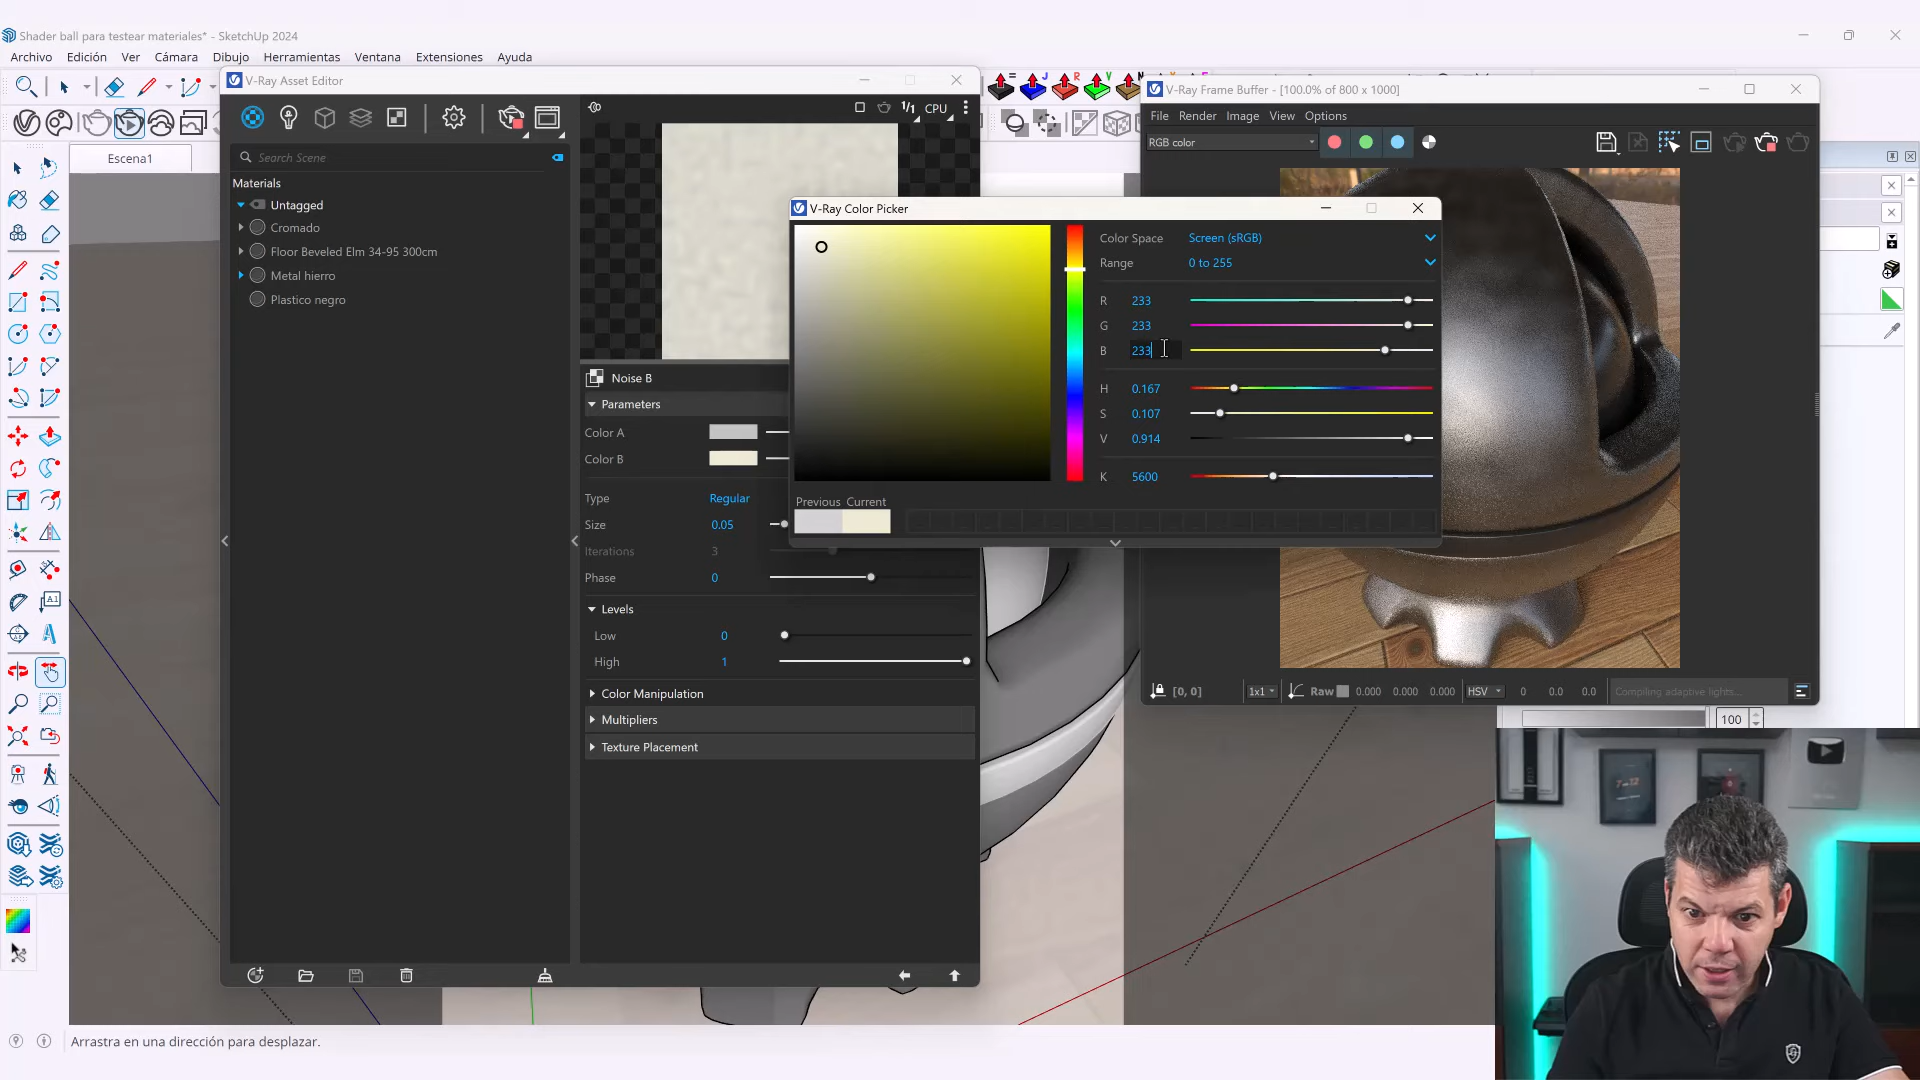 Shader ball para testear materiales* - SketchUp 2024
Archivo Edición Ver Cámara Dibujo Herramientas Ventana Extensiones Ayuda
V-Ray Asset Editor
V-Ray Frame Buffer - [100.0% of 800 x 1000]
1/1 CPU
File Render Image View Options
RGB color
Escena1
Search Scene
Materials
Untagged
Cromado
Floor Beveled Elm 34-95 300cm
Metal hierro
Plastico negro
V-Ray Color Picker
Color Space Screen (sRGB)
Range 0 to 255
R 233
G 233
B 233
H 0.167
S 0.107
V 0.914
K 5600
Previous Current
Noise B
Parameters
Color A
Color B
Type Regular
Size 0.05
Iterations 3
Phase 0
Levels
Low 0
High 1
Color Manipulation
Multipliers
Texture Placement
[0, 0] 1x1 Raw 0.000 0.000 0.000 HSV 0 0.0 0.0 Compiling adaptive lights...
100
Arrastra en una dirección para desplazar.